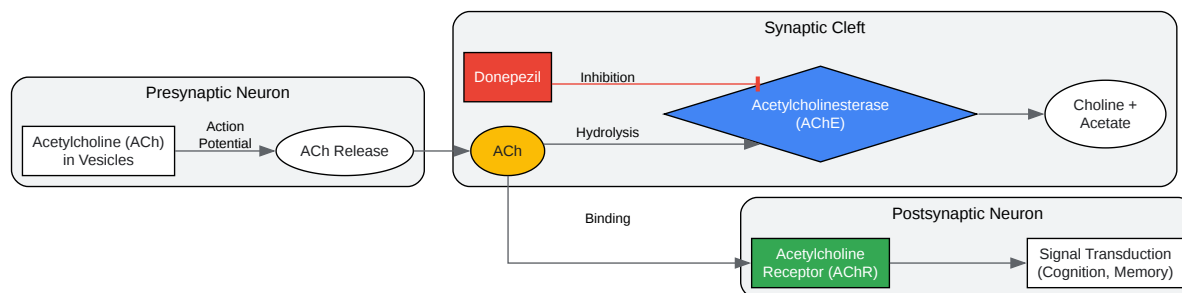 Synaptic Cleft
Donepezil
Inhibition
Acetylcholinesterase
(AChE)
Choline +
Acetate
Presynaptic Neuron
Acetylcholine (ACh)
in Vesicles
Action
Potential
ACh Release
ACh
Hydrolysis
Binding
Postsynaptic Neuron
Acetylcholine
Receptor (AChR)
Signal Transduction
(Cognition, Memory)